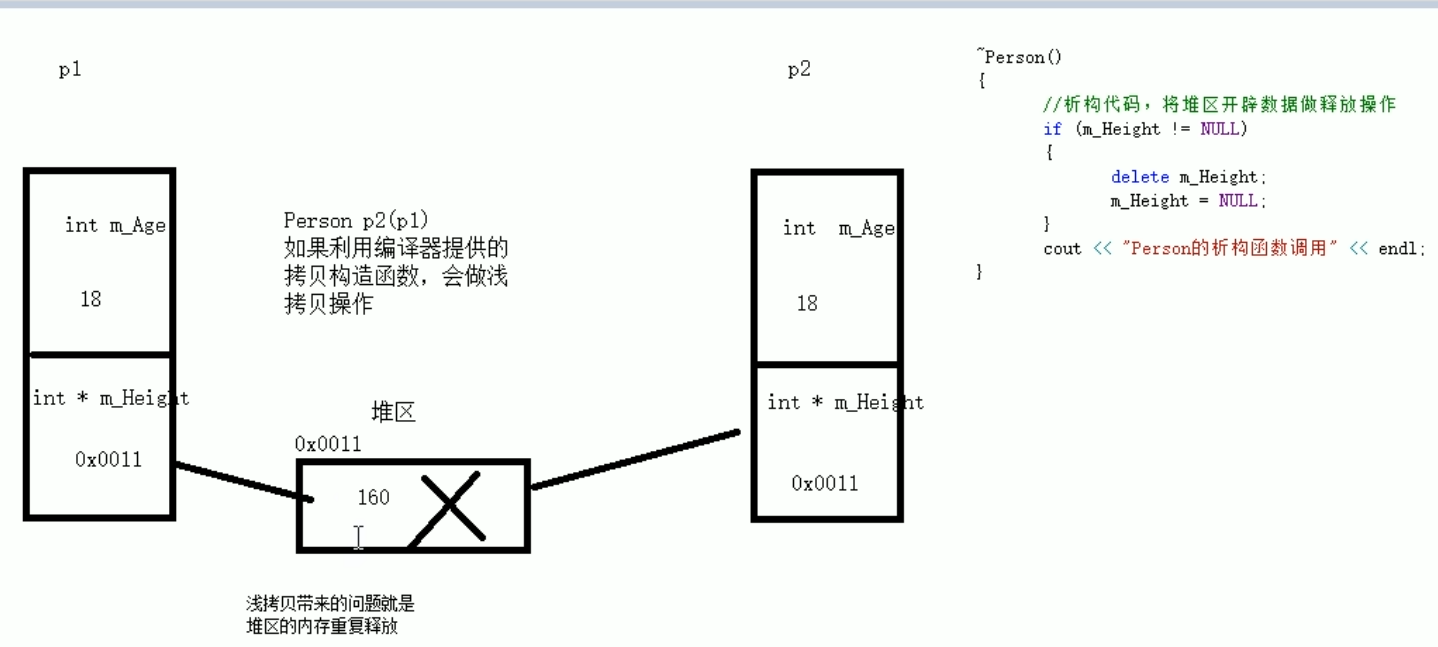 p1
int m_Age
18
int * m_Height
0x0011
Person p2(p1)
如果利用编译器提供的
拷贝构造函数，会做浅
拷贝操作
堆区
0x0011
160
浅拷贝带来的问题就是
堆区的内存重复释放
p2
int  m_Age
18
int * m_Height
0x0011
~Person()
{
//析构代码，将堆区开辟数据做释放操作
if (m_Height != NULL)
{
delete m_Height;
m_Height = NULL;
}
cout << "Person的析构函数调用" << endl;
}